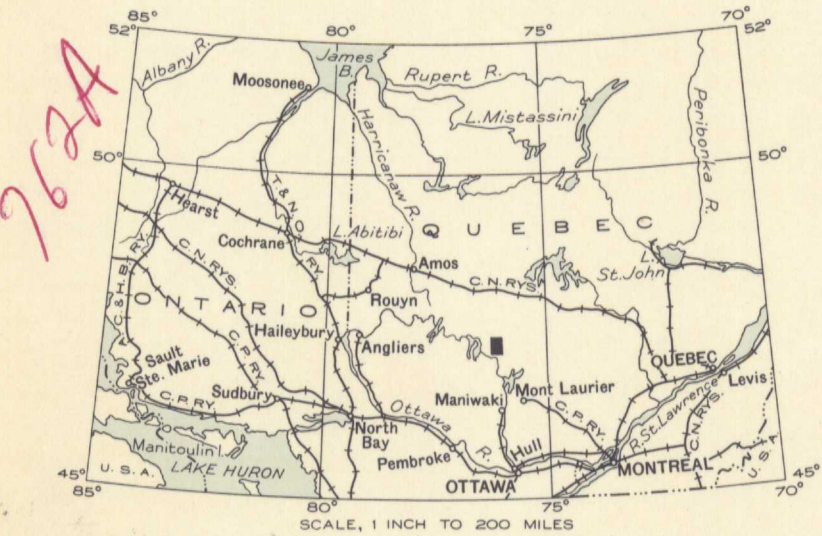 85°
80°
75°
70°
52°
52°
762A
Albany R.
James
B.
Moosonee
Rupert R.
L. Mistassini
Harricanaw R.
Peribonka R.
50°
50°
Hearst
T. & N. O. RY.
L. Abitibi
QUEBEC
Cochrane
C. N. RYS.
Amos
C. N. RYS.
L.
St. John
A. C. & H. B. RY.
ONTARIO
Rouyn
C. P. RY.
Haileybury
Angliers
Sault
Ste. Marie
QUEBEC
Levis
C. P. RY.
Sudbury
Maniwaki
Mont Laurier
C. P. RY.
R. St. Lawrence
C. N. RYS.
North
Bay
Ottawa R.
Manitoulin I.
Pembroke
Hull
U. S. A.
LAKE HURON
OTTAWA
MONTREAL
U. S. A.
45°
45°
85°
80°
75°
70°
SCALE, 1 INCH TO 200 MILES